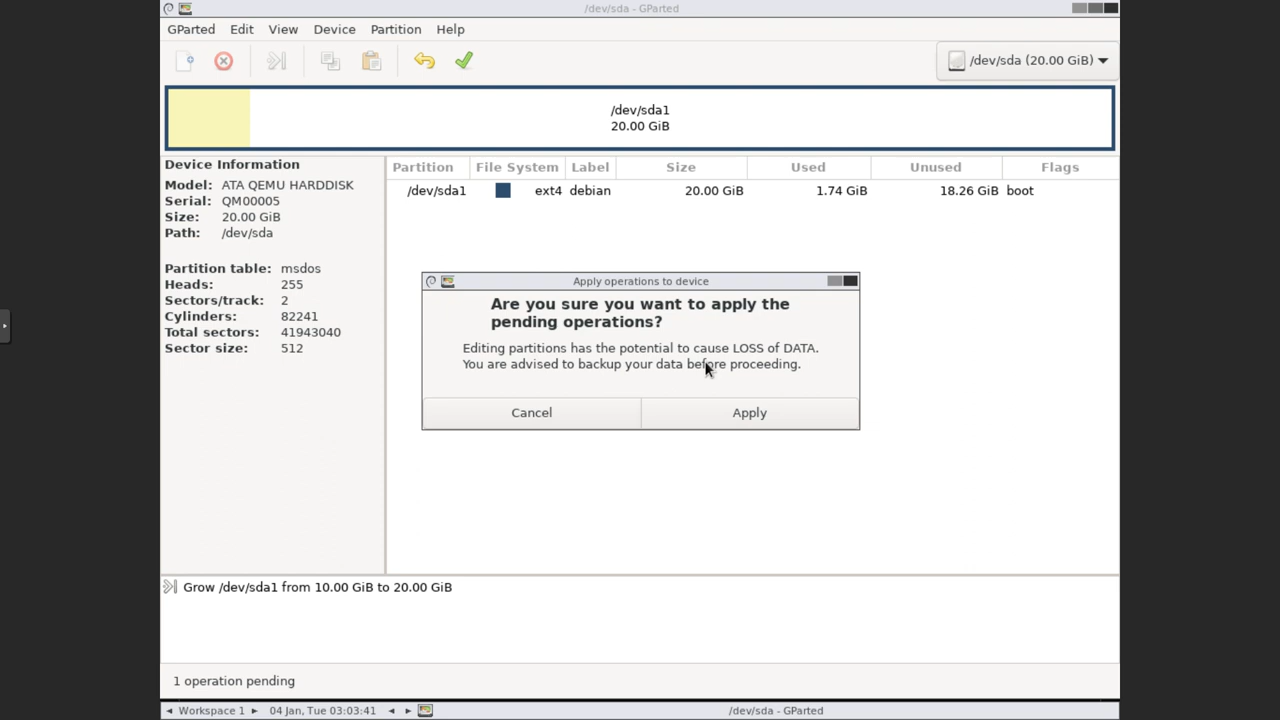 /dev/sda - GParted
GParted Edit View Device Partition Help
/dev/sda (20.00 GiB)
/dev/sda1
20.00 GiB
Device Information
Model: ATA QEMU HARDDISK
Serial: QM00005
Size: 20.00 GiB
Path: /dev/sda
Partition table: msdos
Heads: 255
Sectors/track: 2
Cylinders: 82241
Total sectors: 41943040
Sector size: 512
Partition File System Label Size Used Unused Flags
/dev/sda1 ext4 debian 20.00 GiB 1.74 GiB 18.26 GiB boot
Apply operations to device
Are you sure you want to apply the
pending operations?
Editing partitions has the potential to cause LOSS of DATA.
You are advised to backup your data before proceeding.
Cancel Apply
Grow /dev/sda1 from 10.00 GiB to 20.00 GiB
1 operation pending
Workspace 1 04 Jan, Tue 03:03:41 /dev/sda - GParted